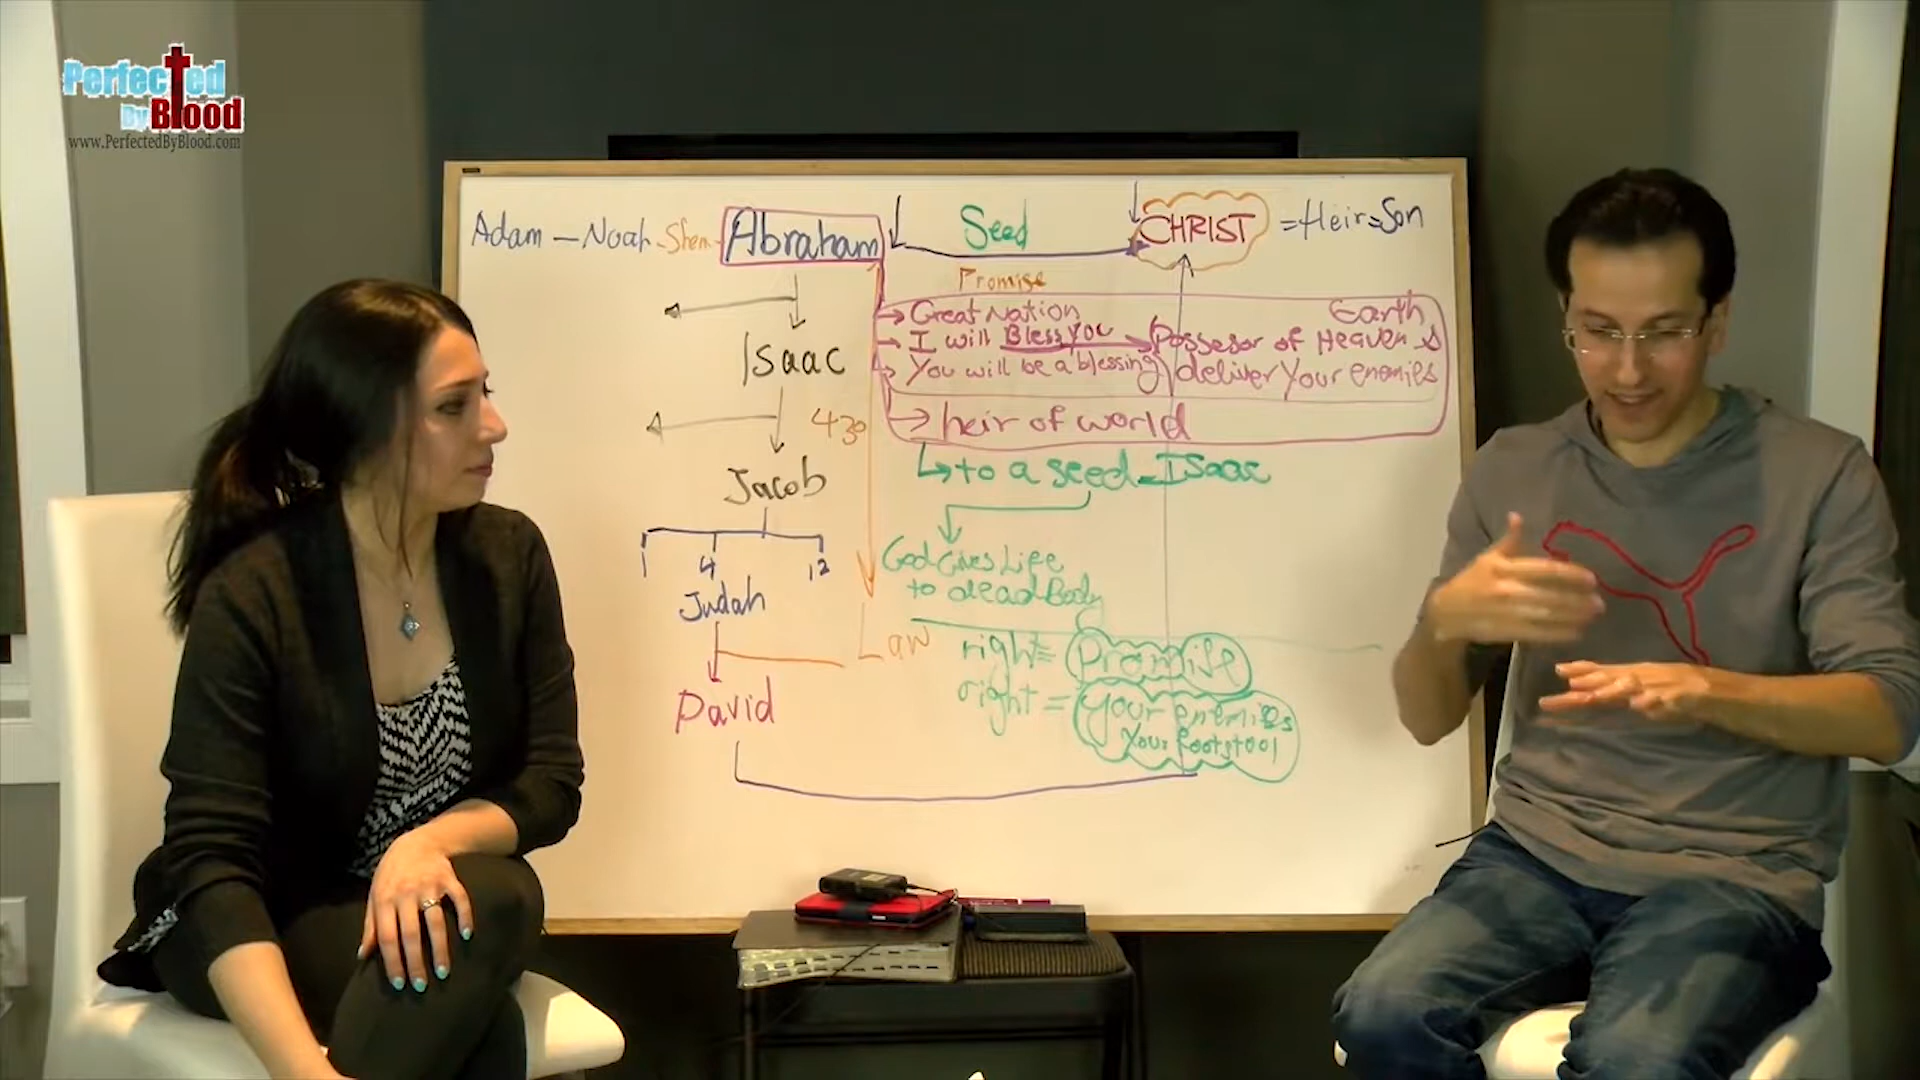 Perfected
By Blood
www.PerfectedByBlood.com
Adam - Noah - Shem - Abraham
Seed
CHRIST = Heir = Son
Promise
→ Great Nation
Earth
→ I will Bless you → Possesor of Heaven &
→ You will be a blessing
deliver your enemies
→ heir of world
Isaac
430
↳ to a seed - Isaac
Jacob
God Gives Life
to dead Body
1 4 12
Judah
Law
right = Promise
right = your enemies
your footstool
David